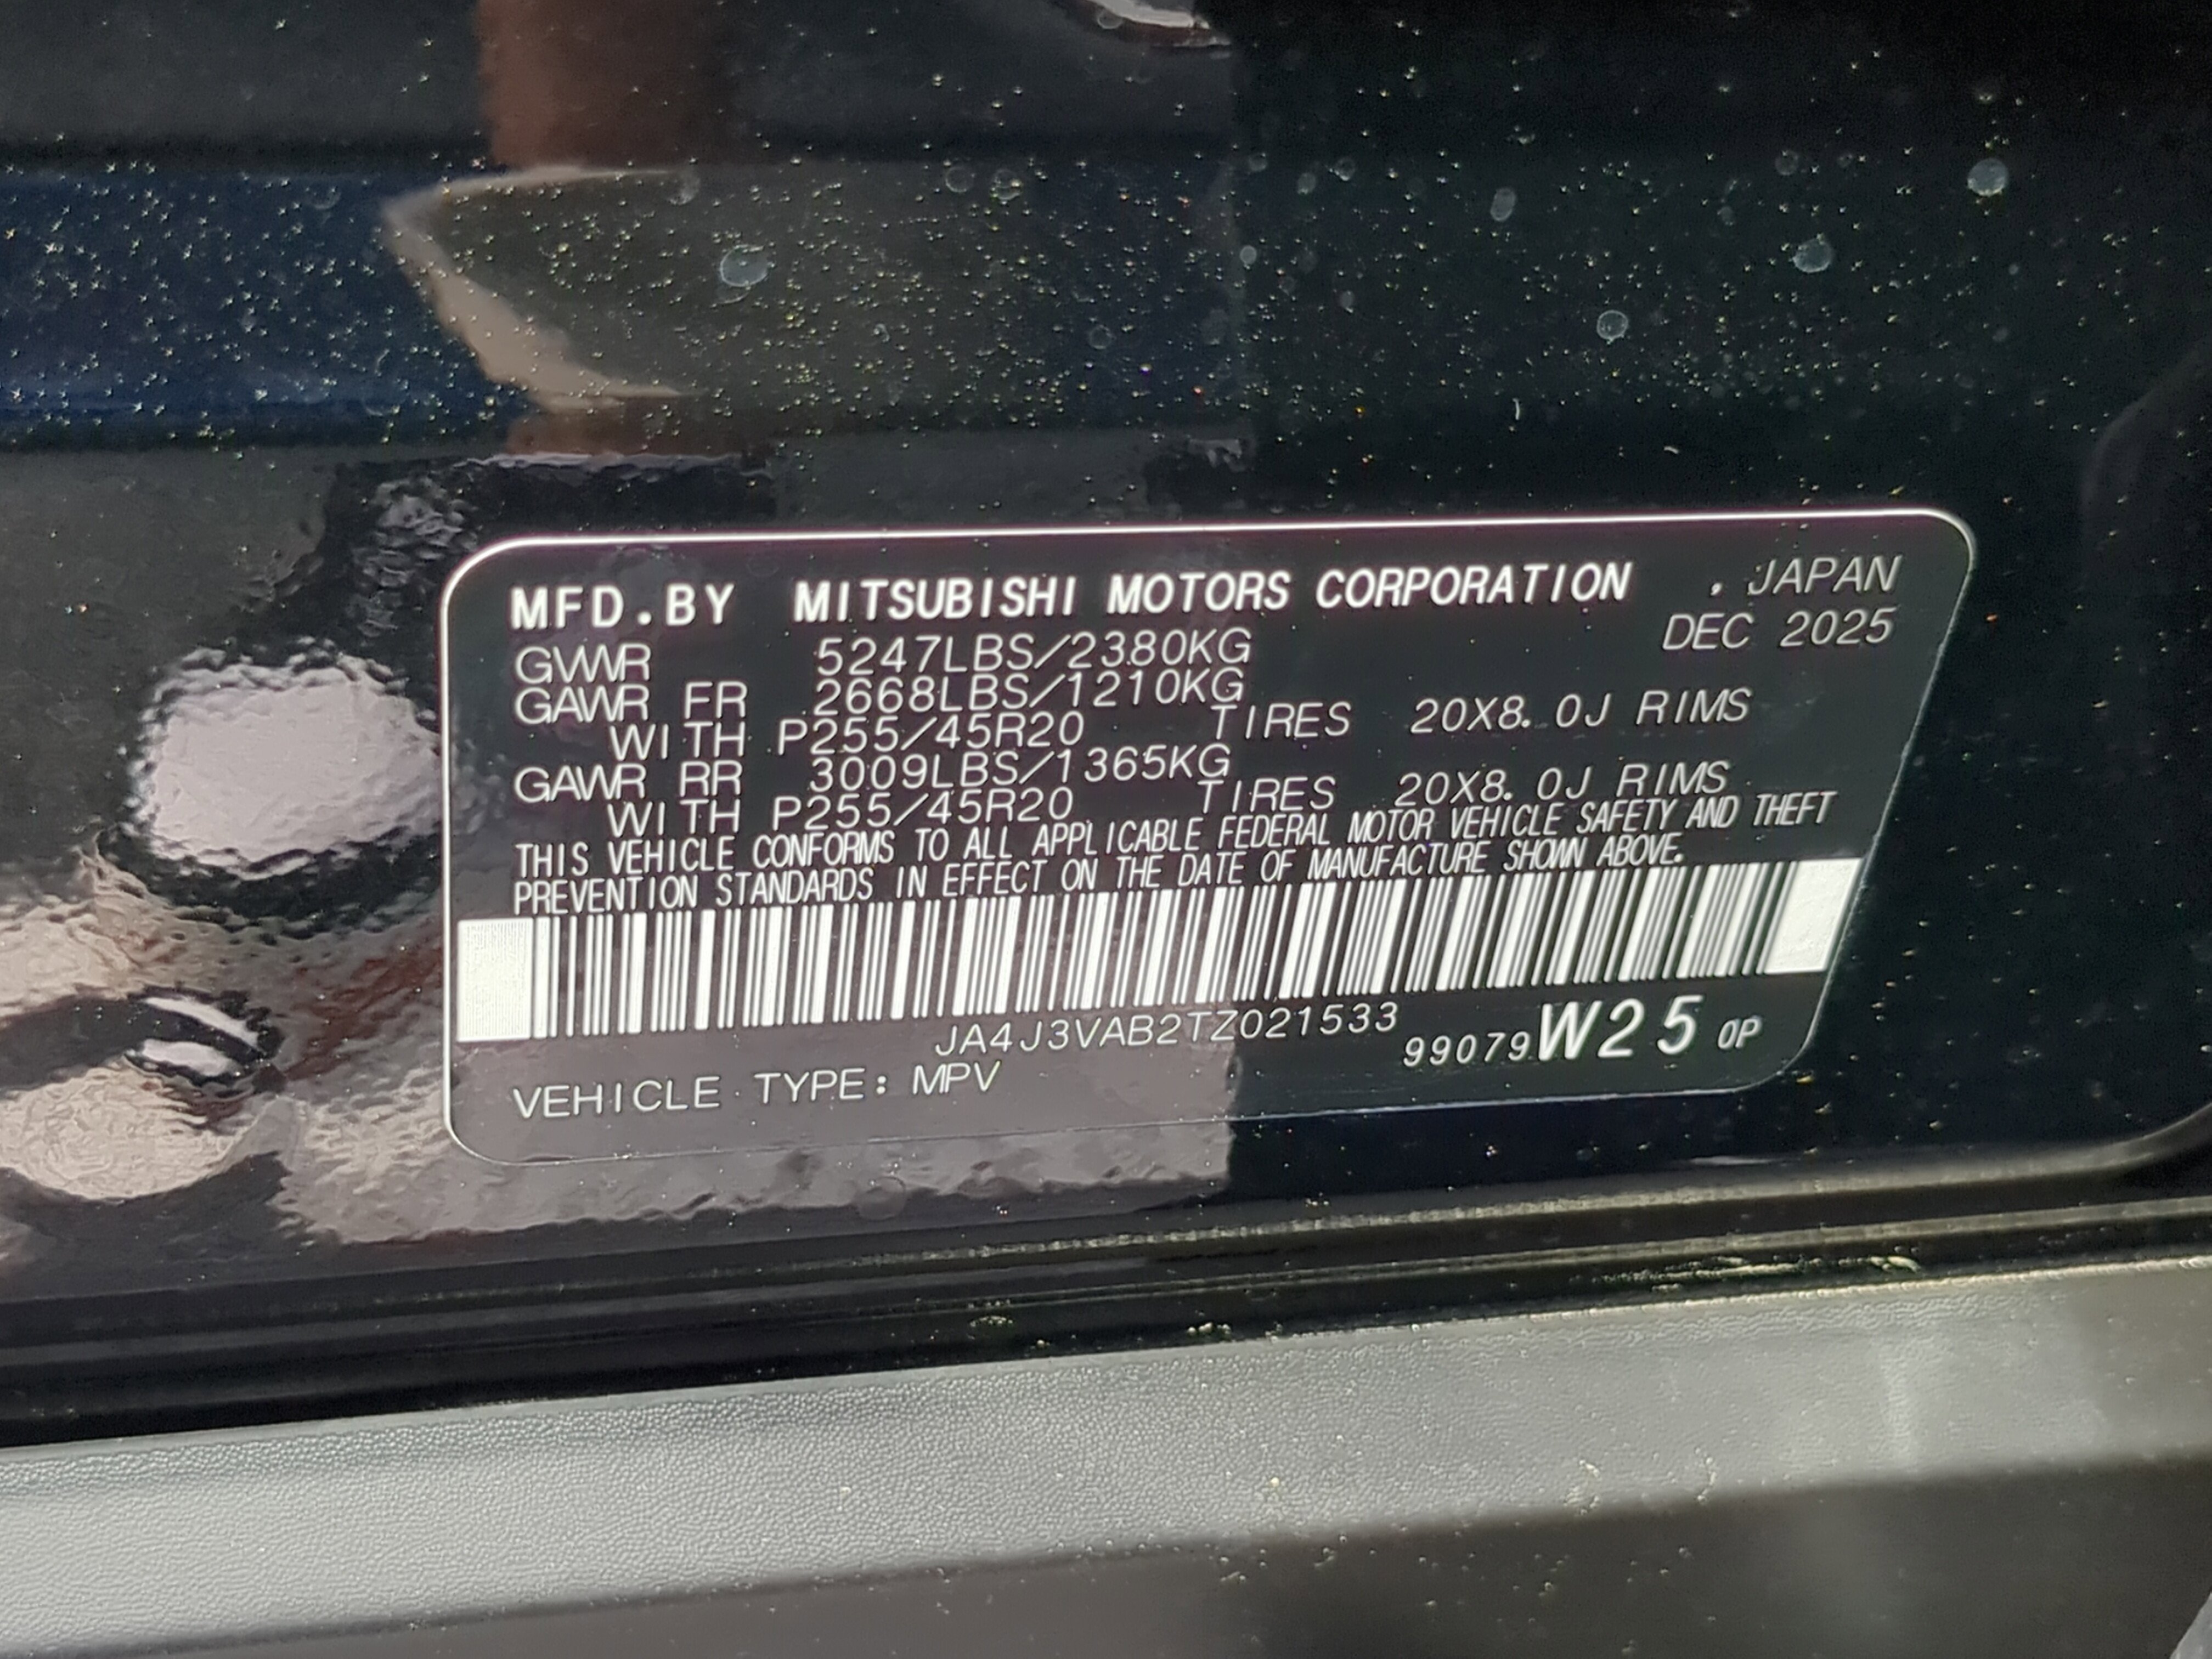 MFD.BY MITSUBISHI MOTORS CORPORATION , JAPAN
DEC 2025
GVWR 5247LBS/2380KG
GAWR FR 2668LBS/1210KG
WITH P255/45R20 TIRES 20X8.0J RIMS
GAWR RR 3009LBS/1365KG
WITH P255/45R20 TIRES 20X8.0J RIMS
THIS VEHICLE CONFORMS TO ALL APPLICABLE FEDERAL MOTOR VEHICLE SAFETY AND THEFT
PREVENTION STANDARDS IN EFFECT ON THE DATE OF MANUFACTURE SHOWN ABOVE.
JA4J3VAB2TZ021533
99079 W25 0P
VEHICLE TYPE: MPV